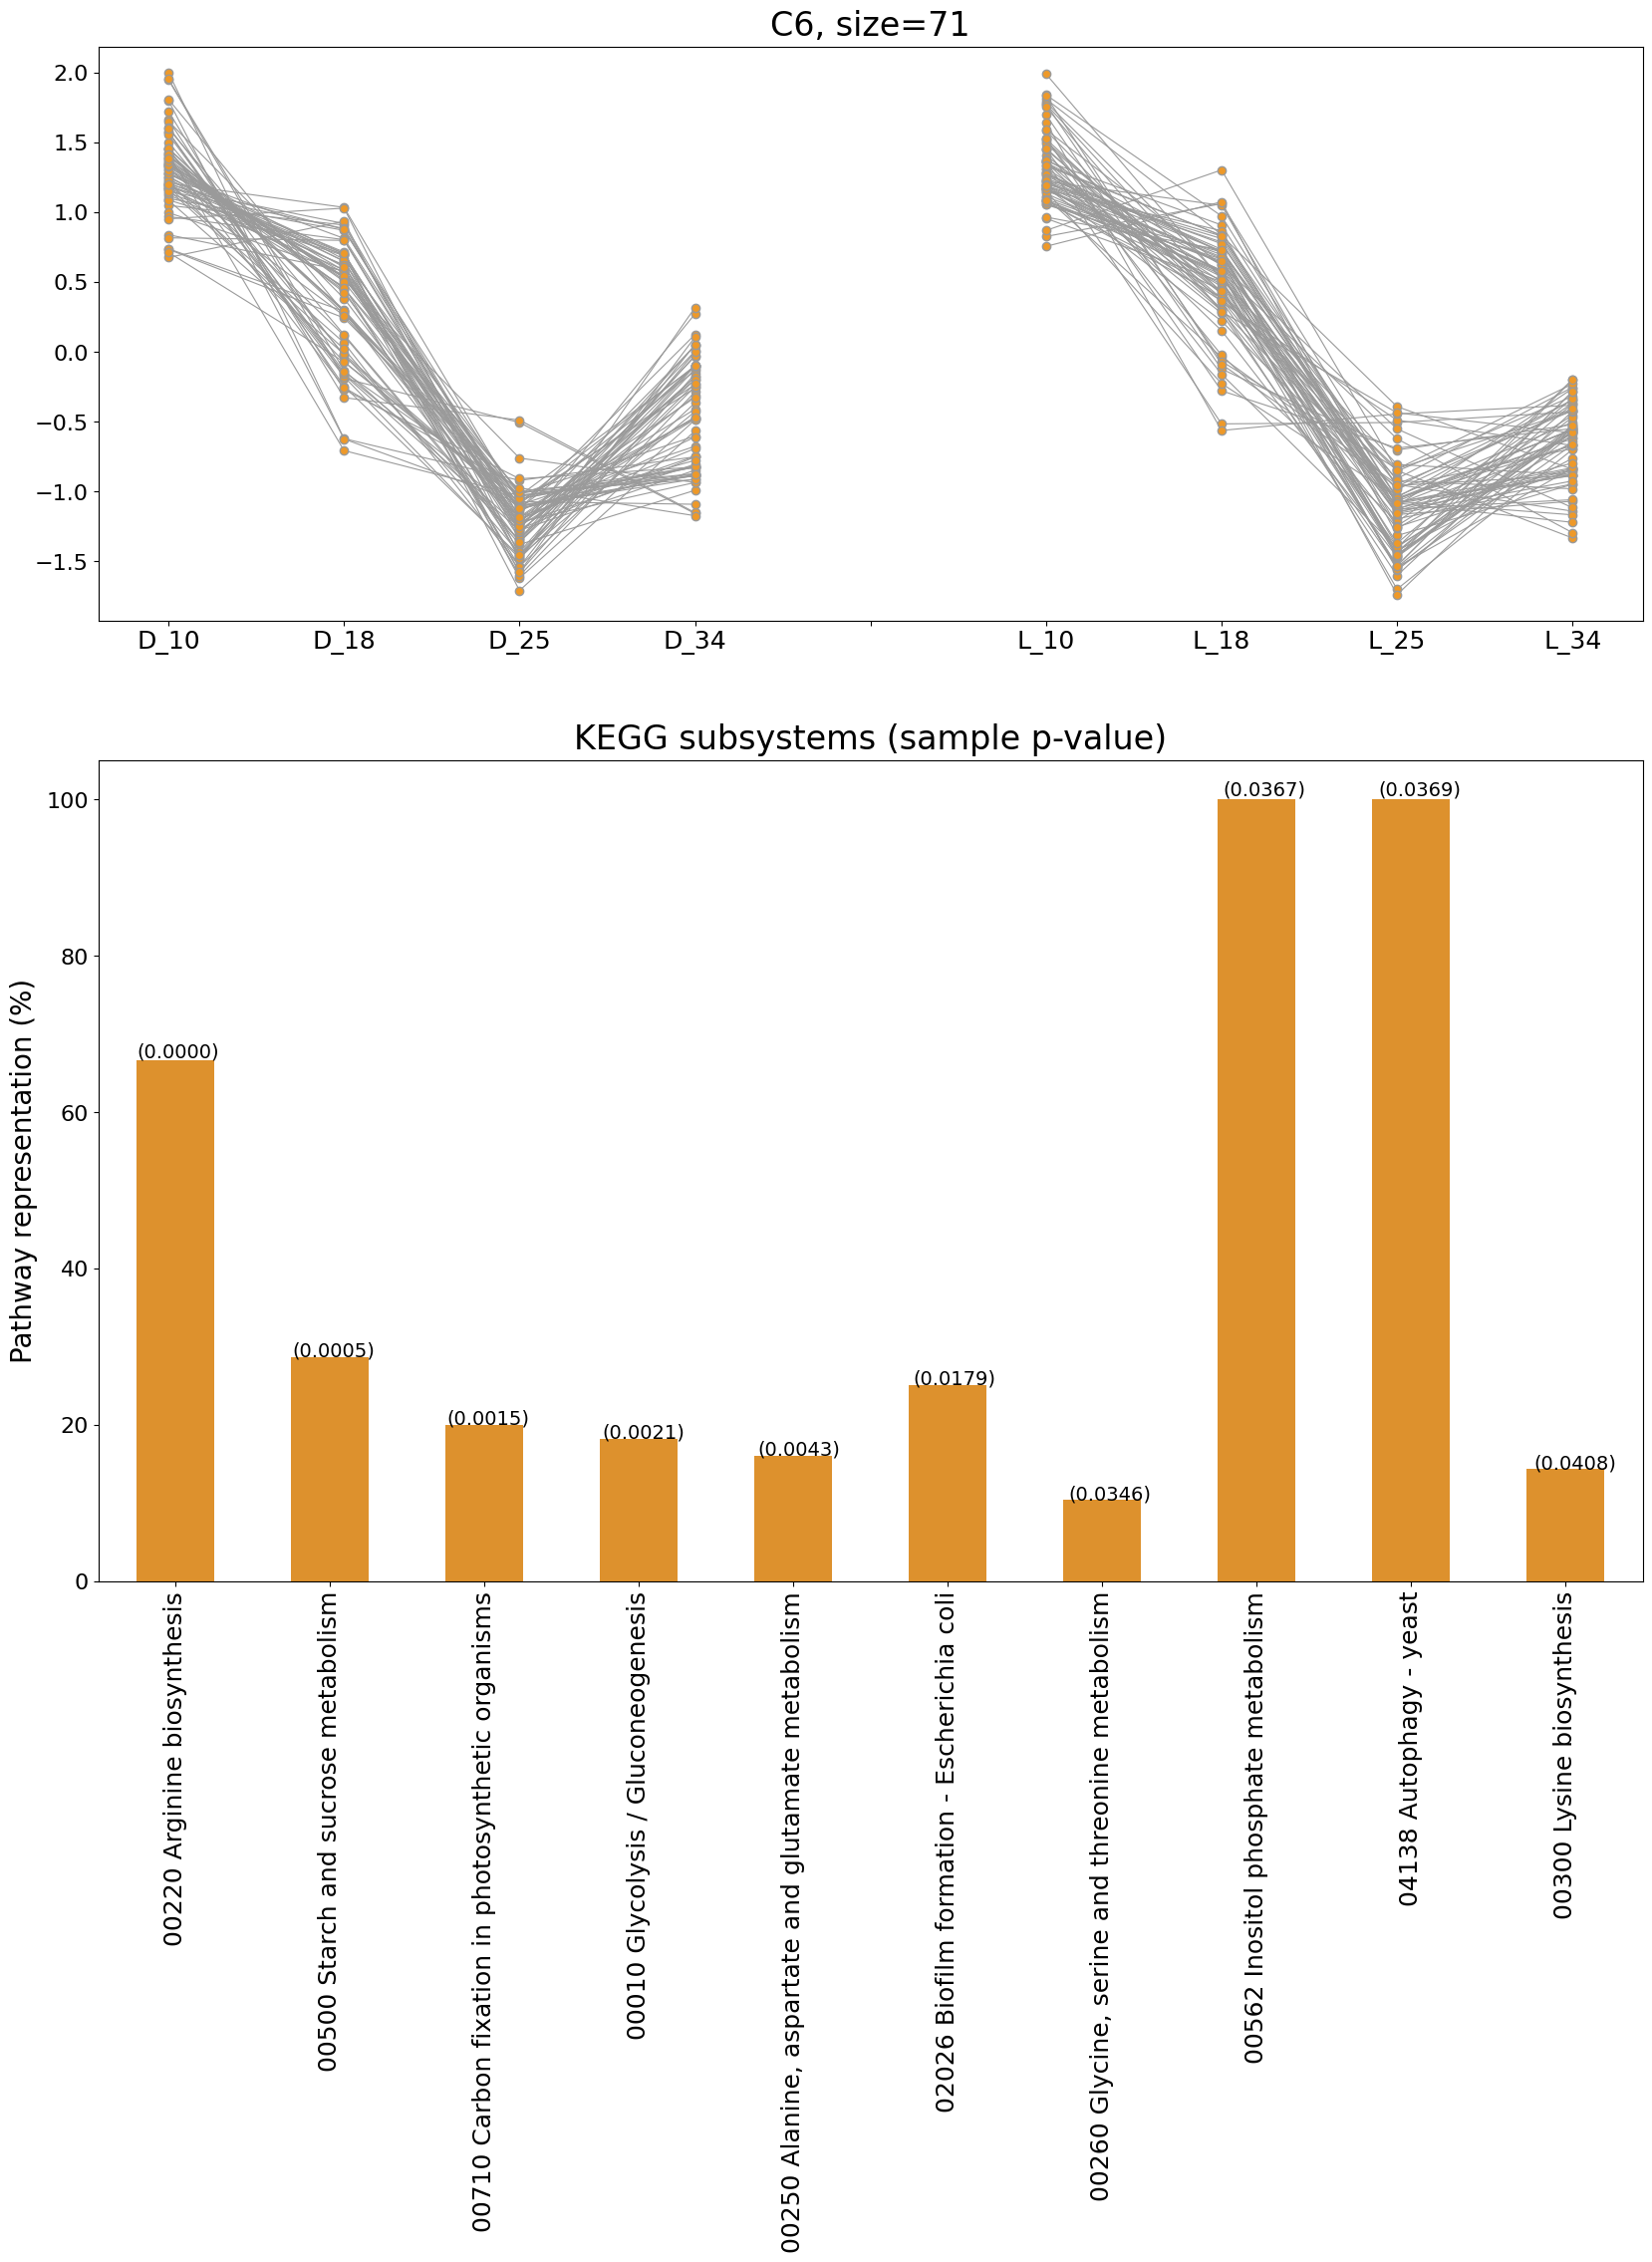 C6, size=71
2.0
1.5
1.0
0.5
0.0
−0.5
−1.0
−1.5
D_10
D_18
D_25
D_34
L_10
L_18
L_25
L_34
KEGG subsystems (sample p-value)
Pathway representation (%)
100
80
60
40
20
0
(0.0000)
(0.0005)
(0.0015)
(0.0021)
(0.0043)
(0.0179)
(0.0346)
(0.0367)
(0.0369)
(0.0408)
00220 Arginine biosynthesis
00500 Starch and sucrose metabolism
00710 Carbon fixation in photosynthetic organisms
00010 Glycolysis / Gluconeogenesis
00250 Alanine, aspartate and glutamate metabolism
02026 Biofilm formation - Escherichia coli
00260 Glycine, serine and threonine metabolism
00562 Inositol phosphate metabolism
04138 Autophagy - yeast
00300 Lysine biosynthesis